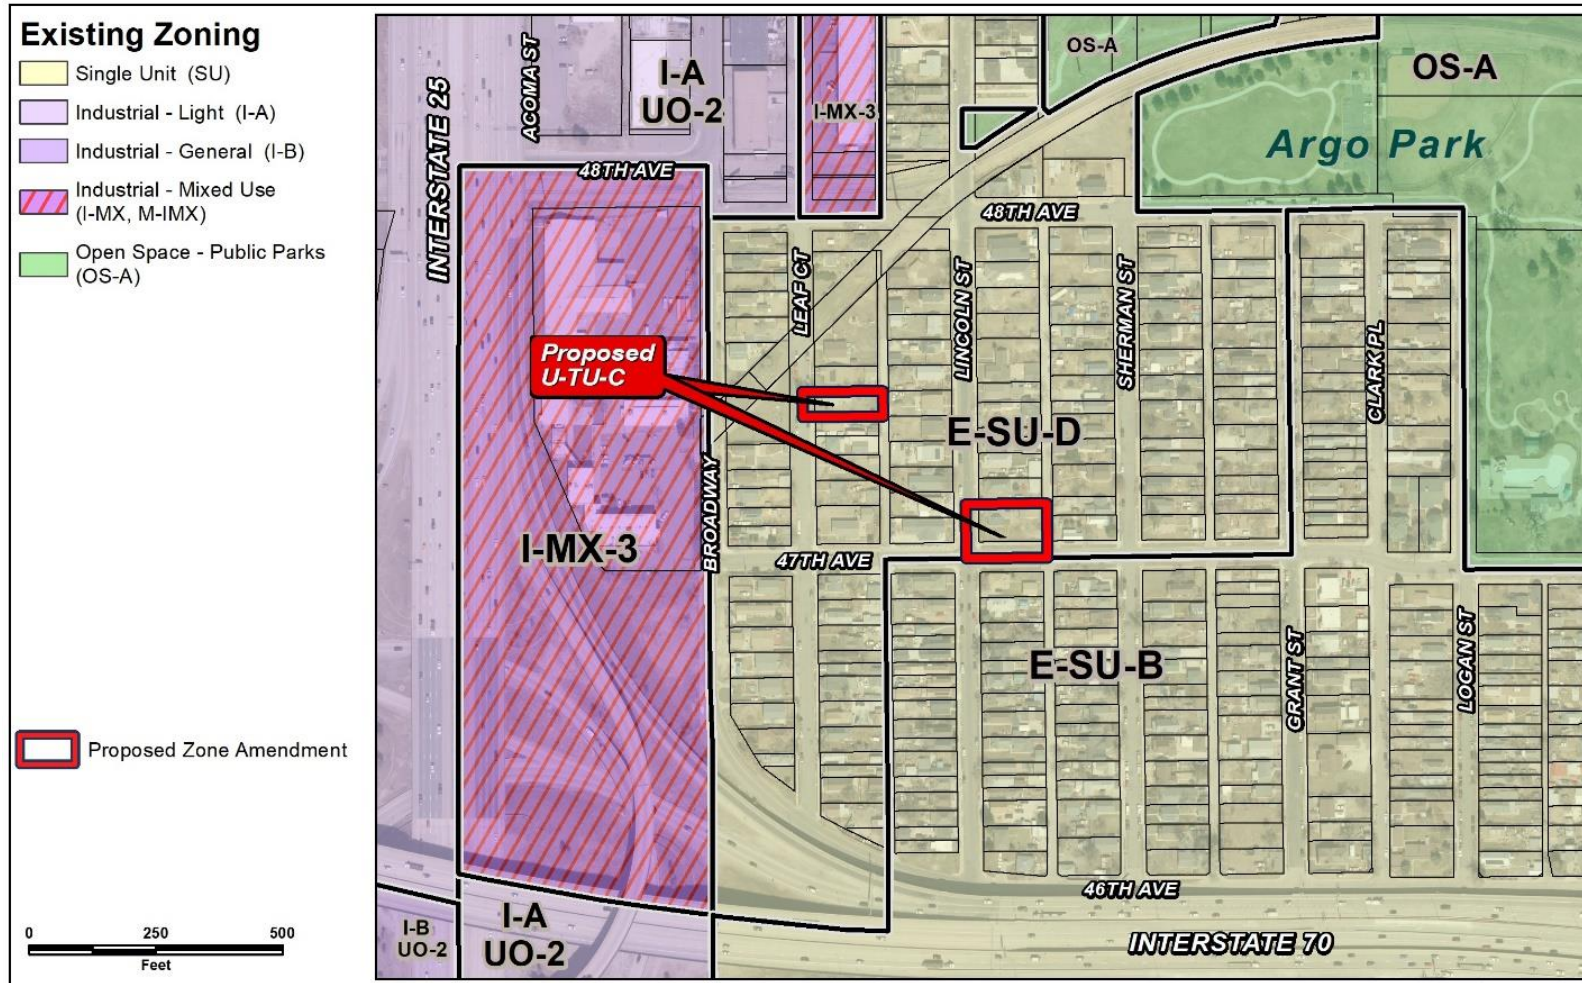 Existing Zoning
Single Unit (SU)
Industrial - Light (I-A)
Industrial - General (I-B)
Industrial - Mixed Use
(I-MX, M-IMX)
Open Space - Public Parks
(OS-A)
Proposed Zone Amendment
0 250 500
Feet
INTERSTATE 25
ACOMA ST
I-A
UO-2
I-MX-3
OS-A
OS-A
Argo Park
48TH AVE
48TH AVE
LEAF CT
LINCOLN ST
SHERMAN ST
CLARK PL
Proposed
U-TU-C
E-SU-D
BROADWAY
I-MX-3
47TH AVE
E-SU-B
GRANT ST
LOGAN ST
46TH AVE
I-B
UO-2
I-A
UO-2
INTERSTATE 70